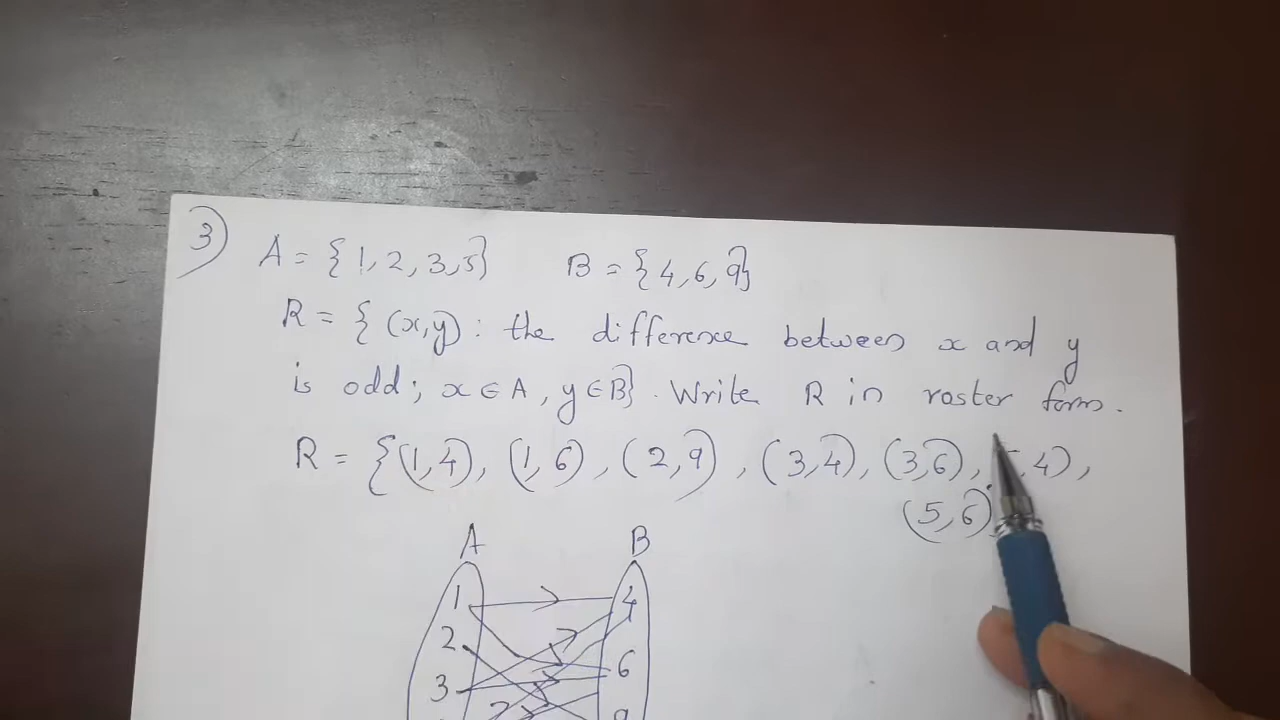 3)
A = {1, 2, 3, 5} B = {4, 6, 9}
R = {(x,y) : the difference between x and y
is odd; x ∈ A, y ∈ B}. Write R in roster form.
R = {(1,4), (1,6), (2,9), (3,4), (3,6), ,4),
(5,6)
A B
1 4
2
6
3